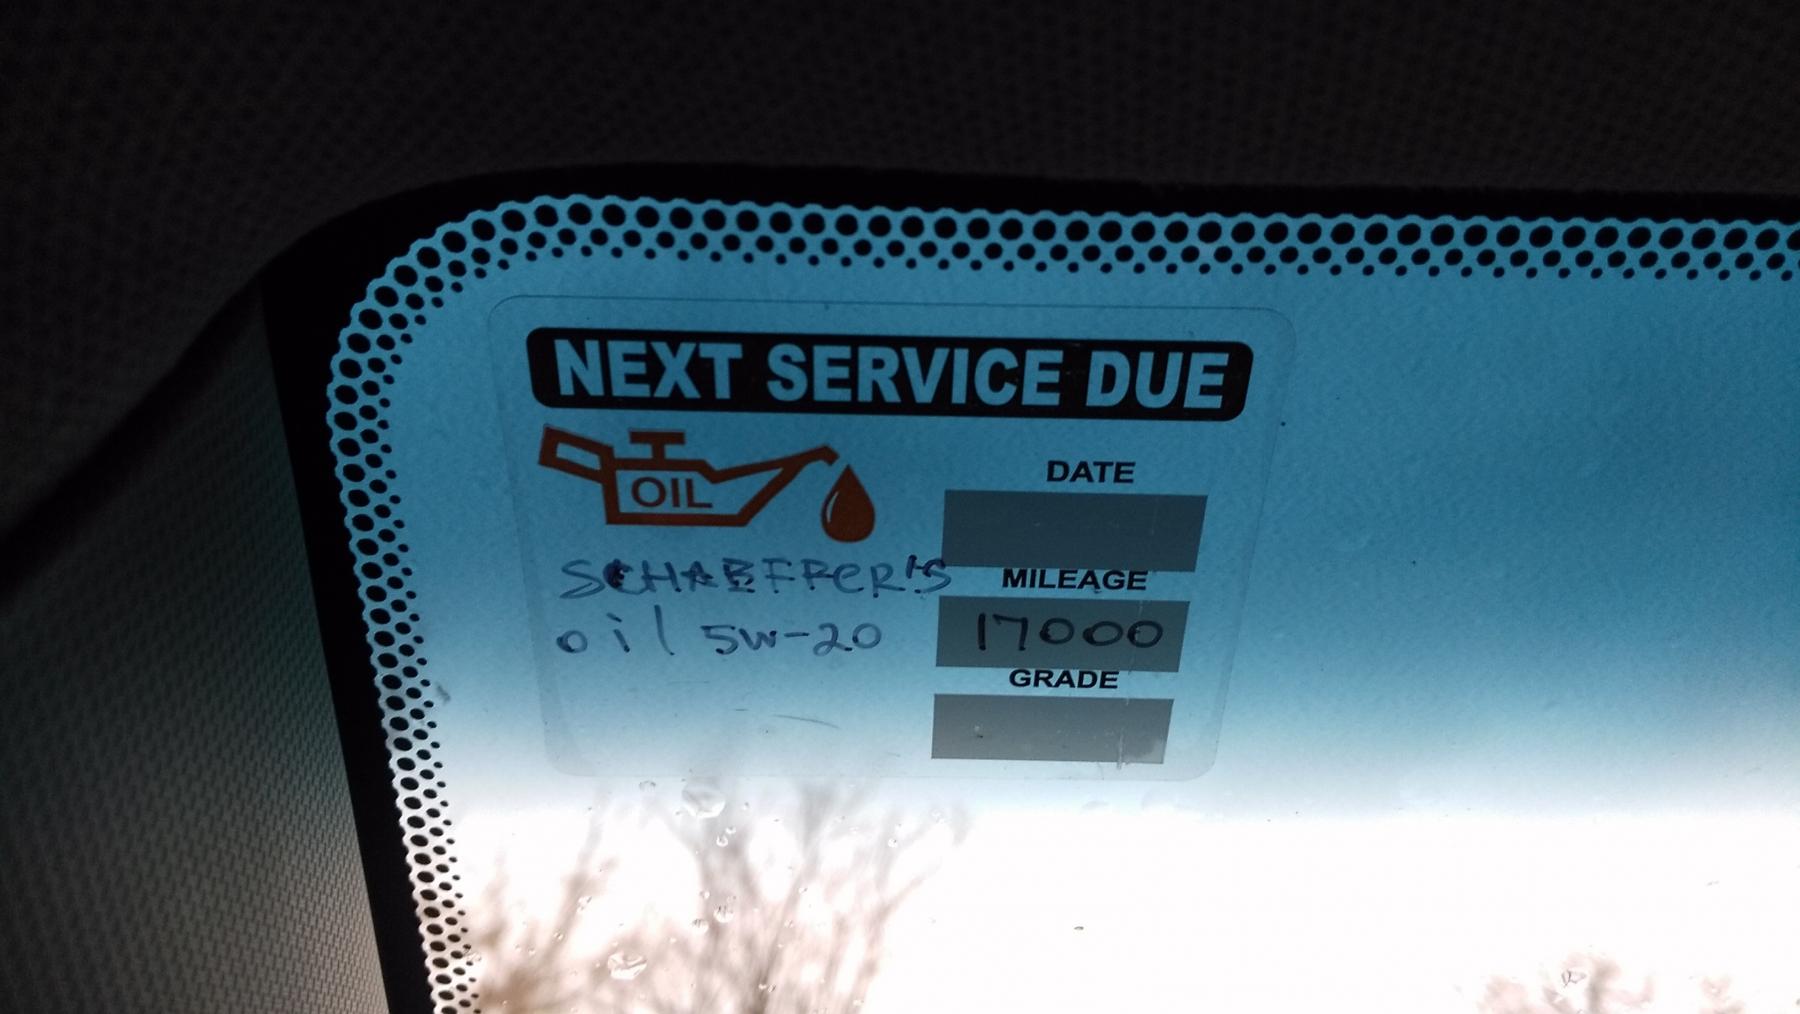 NEXT SERVICE DUE
OIL
DATE
SCHAEFFER'S
oil 5W-20
MILEAGE
17000
GRADE